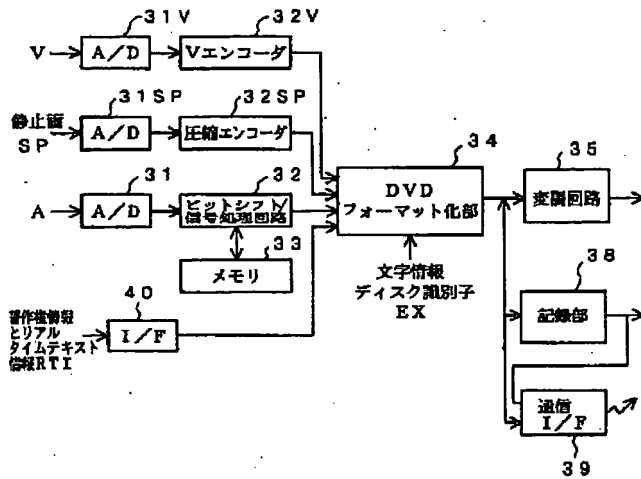 31V
32V
V
A/D
Vエンコーダ
31SP
32SP
静止画
SP
A/D
圧縮エンコーダ
34
35
31
32
A
A/D
ビットシフト/
信号処理回路
DVD
フォーマット化部
変調回路
33
メモリ
文字情報
ディスク識別子
EX
38
記録部
40
著作権情報
とリアル
タイムテキスト
情報RTI
I/F
通信
I/F
39